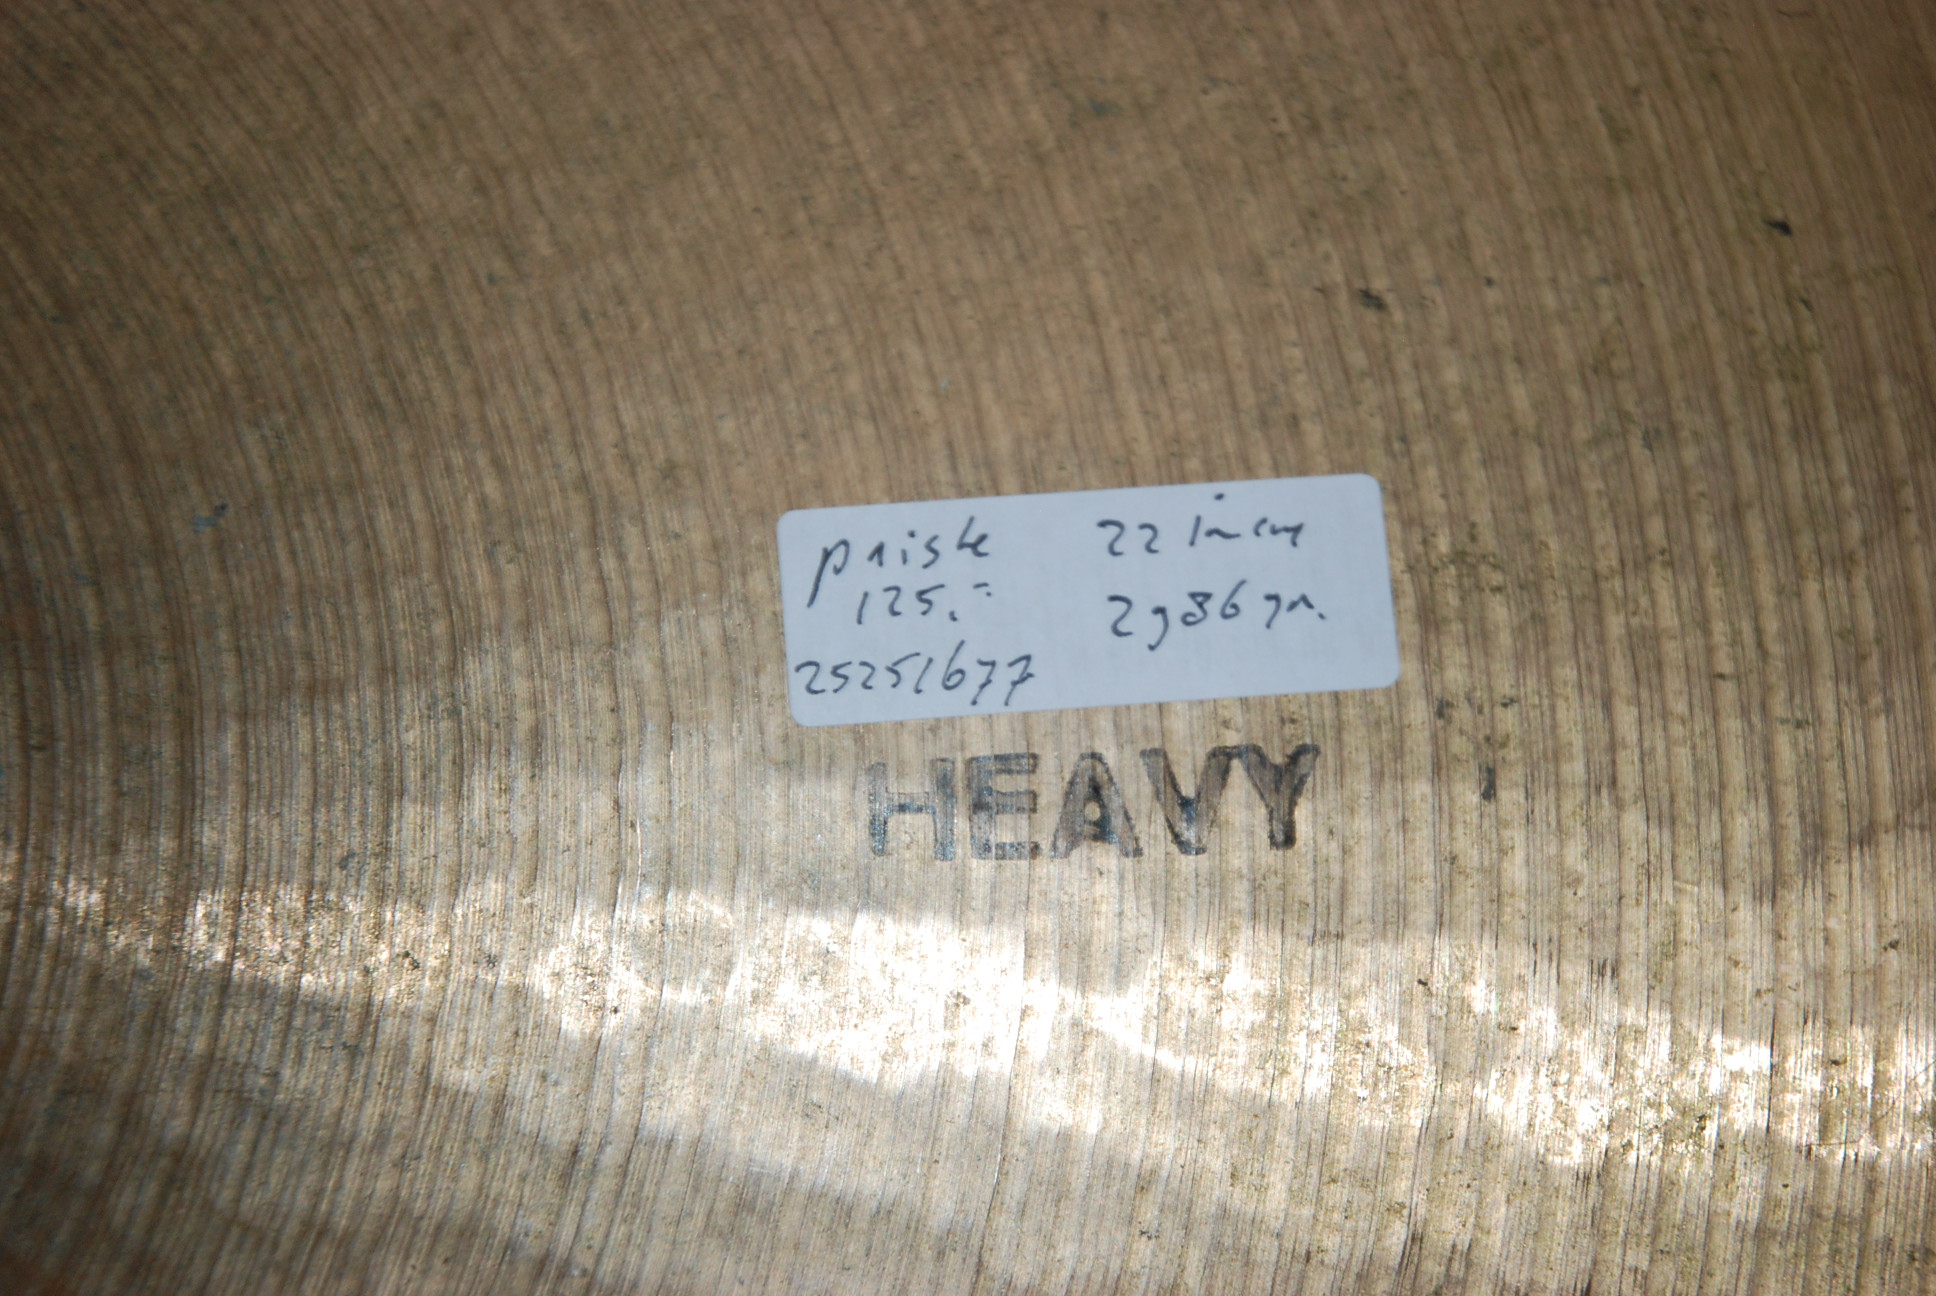 paiste 22 inch
125.-
2986 gr.
25251677
HEAVY